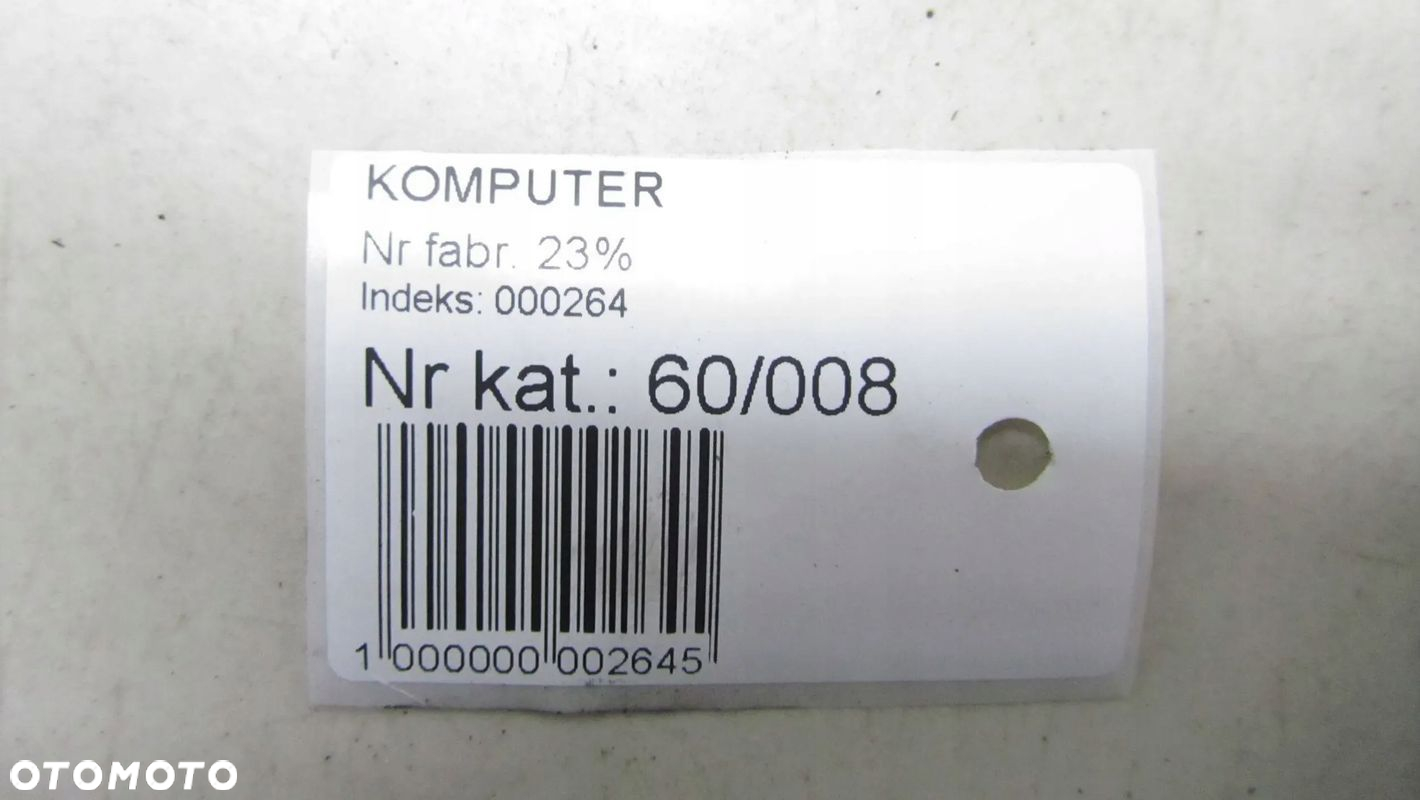 KOMPUTER
Nr fabr. 23%
Indeks: 000264
Nr kat.: 60/008
1 000000 002645
OTOMOTO